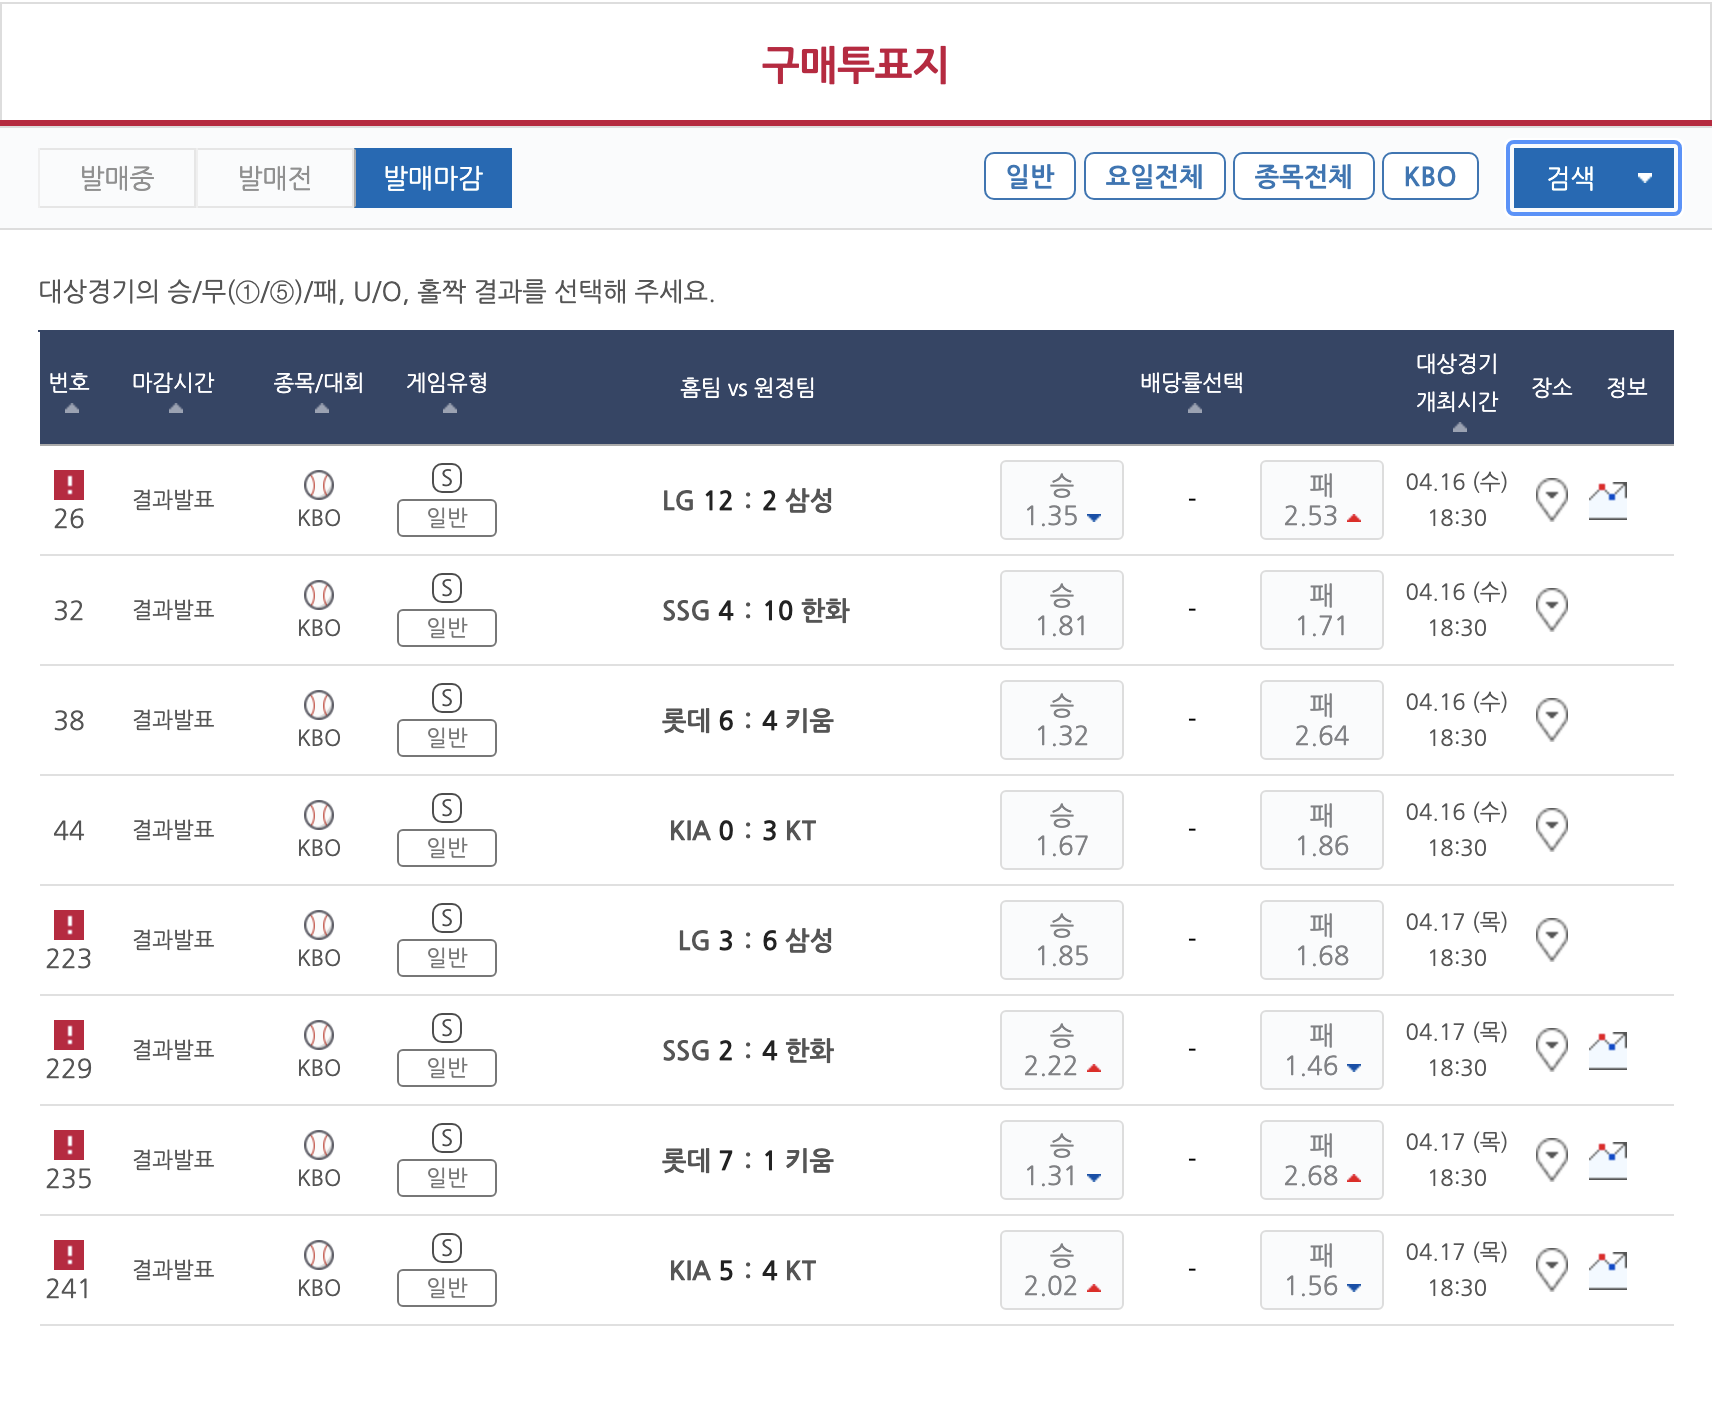 구매투표지
발매중 발매전 발매마감 일반 요일전체 종목전체 KBO 검색
대상경기의 승/무(①/⑤)/패, U/O, 홀짝 결과를 선택해 주세요.
번호 마감시간 종목/대회 게임유형 홈팀 vs 원정팀 배당률선택 대상경기 개최시간 장소 정보
! 26 결과발표 KBO S 일반 LG 12 : 2 삼성 승 1.35 - 패 2.53 04.16 (수) 18:30
32 결과발표 KBO S 일반 SSG 4 : 10 한화 승 1.81 - 패 1.71 04.16 (수) 18:30
38 결과발표 KBO S 일반 롯데 6 : 4 키움 승 1.32 - 패 2.64 04.16 (수) 18:30
44 결과발표 KBO S 일반 KIA 0 : 3 KT 승 1.67 - 패 1.86 04.16 (수) 18:30
! 223 결과발표 KBO S 일반 LG 3 : 6 삼성 승 1.85 - 패 1.68 04.17 (목) 18:30
! 229 결과발표 KBO S 일반 SSG 2 : 4 한화 승 2.22 - 패 1.46 04.17 (목) 18:30
! 235 결과발표 KBO S 일반 롯데 7 : 1 키움 승 1.31 - 패 2.68 04.17 (목) 18:30
! 241 결과발표 KBO S 일반 KIA 5 : 4 KT 승 2.02 - 패 1.56 04.17 (목) 18:30